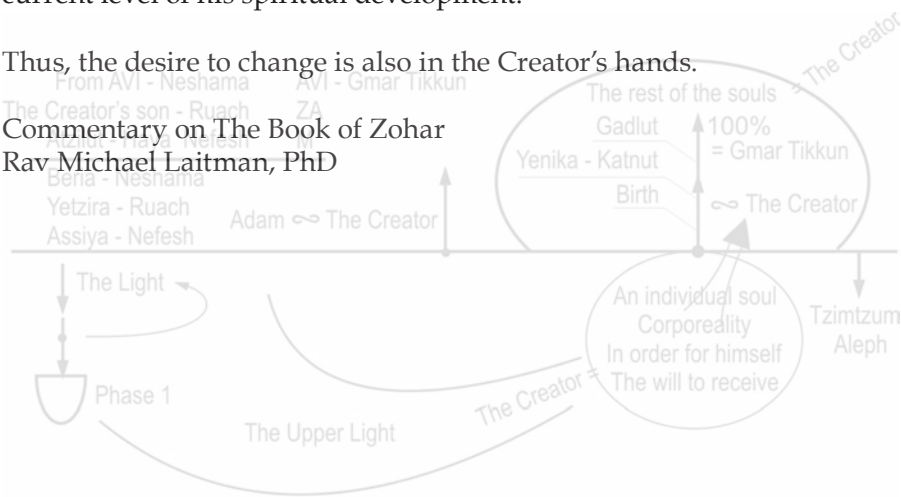 current level of his spiritual development.
Thus, the desire to change is also in the Creator's hands.
Commentary on The Book of Zohar
Rav Michael Laitman, PhD
From AVI - Neshama AVI - Gmar Tikkun
The Creator's son - Ruach ZA
Atzilut - Haya Nefesh M
Beria - Neshama
Yetzira - Ruach
Assiya - Nefesh
Adam ∾ The Creator
The Light
Phase 1
The Upper Light
The Creator =
The rest of the souls
= The Creator
Gadlut 100%
Yenika - Katnut = Gmar Tikkun
Birth ∾ The Creator
An individual soul
Corporeality
In order for himself
The will to receive
Tzimtzum
Aleph